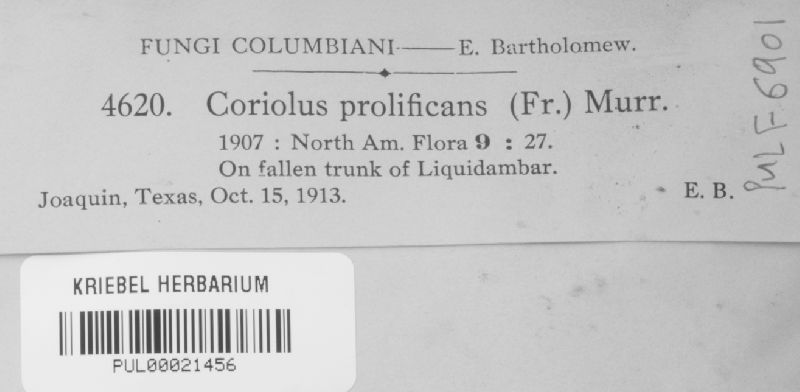 FUNGI COLUMBIANI——E. Bartholomew.
4620. Coriolus prolificans (Fr.) Murr.
1907 : North Am. Flora 9 : 27.
On fallen trunk of Liquidambar.
Joaquin, Texas, Oct. 15, 1913. E. B.
PUL F 6901
KRIEBEL HERBARIUM
PUL00021456